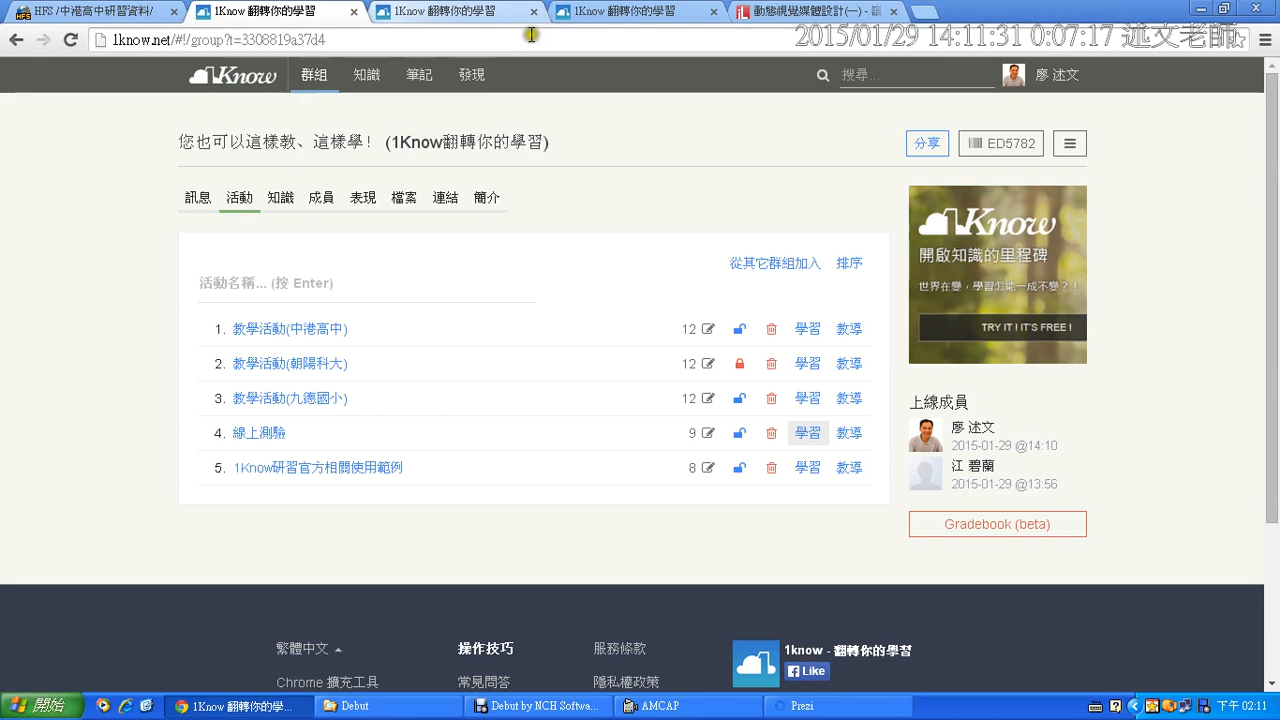 HFS /中港高中研習資料/
1Know 翻轉你的學習
1Know 翻轉你的學習
1Know 翻轉你的學習
動態視覺媒體設計(一) -
1know.net/#!/group?t=3308819a37d4
2015/01/29 14:11:31 0:07:17 述文老師
1Know
群組
知識
筆記
發現
搜尋...
廖 述文
您也可以這樣教、這樣學! (1Know翻轉你的學習)
分享
ED5782
訊息
活動
知識
成員
表現
檔案
連結
簡介
從其它群組加入
排序
活動名稱... (按 Enter)
1. 教學活動(中港高中) 12 學習 教導
2. 教學活動(朝陽科大) 12 學習 教導
3. 教學活動(九德國小) 12 學習 教導
4. 線上測驗 9 學習 教導
5. 1Know研習官方相關使用範例 8 學習 教導
1Know
開啟知識的里程碑
世界在變，學習怎能一成不變？!
TRY IT ! IT'S FREE !
上線成員
廖 述文
2015-01-29 @14:10
江 碧蘭
2015-01-29 @13:56
Gradebook (beta)
繁體中文
操作技巧
服務條款
1know - 翻轉你的學習
Like
Chrome 擴充工具
常見問答
隱私權政策
開始
1Know 翻轉你的學...
Debut
Debut by NCH Softwa...
AMCAP
Prezi
下午 02:11